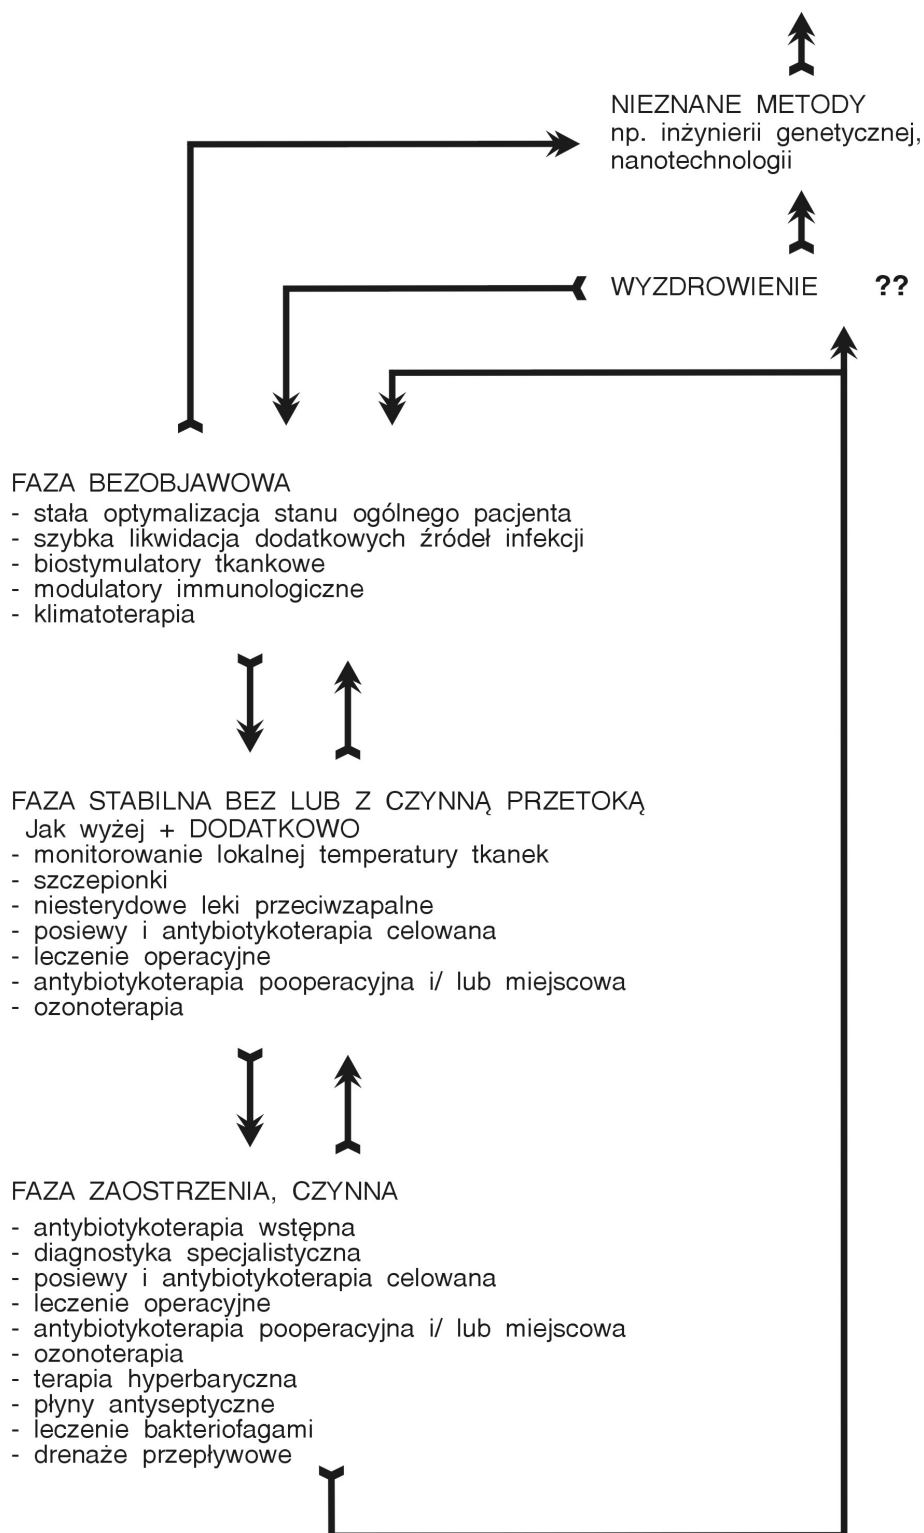 NIEZNANE METODY
np. inżynierii genetycznej,
nanotechnologii
WYZDROWIENIE ??
FAZA BEZOBJAWOWA
- stała optymalizacja stanu ogólnego pacjenta
- szybka likwidacja dodatkowych źródeł infekcji
- biostymulatory tkankowe
- modulatory immunologiczne
- klimatoterapia
FAZA STABILNA BEZ LUB Z CZYNNĄ PRZETOKĄ
Jak wyżej + DODATKOWO
- monitorowanie lokalnej temperatury tkanek
- szczepionki
- niesterydowe leki przeciwzapalne
- posiewy i antybiotykoterapia celowana
- leczenie operacyjne
- antybiotykoterapia pooperacyjna i/ lub miejscowa
- ozonoterapia
FAZA ZAOSTRZENIA, CZYNNA
- antybiotykoterapia wstępna
- diagnostyka specjalistyczna
- posiewy i antybiotykoterapia celowana
- leczenie operacyjne
- antybiotykoterapia pooperacyjna i/ lub miejscowa
- ozonoterapia
- terapia hyperbaryczna
- płyny antyseptyczne
- leczenie bakteriofagami
- drenaże przepływowe